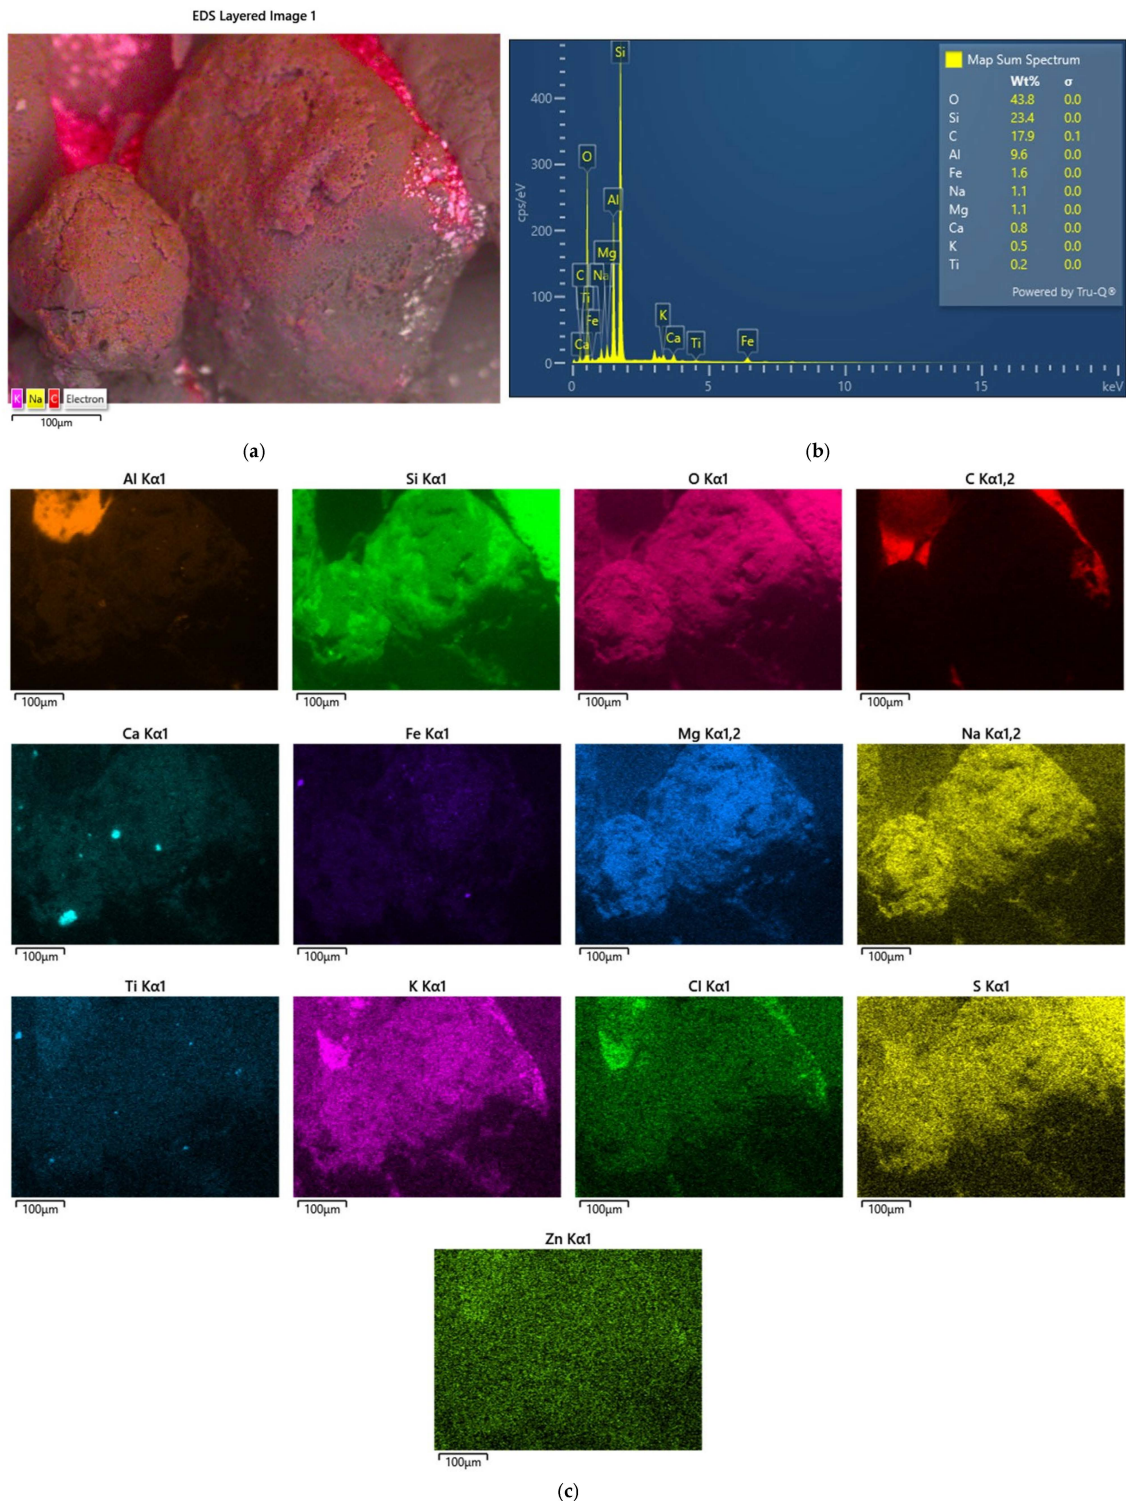 EDS Layered Image 1
K Na C Electron
100µm
(a)
cps/eV
400
300
200
100
0
Si
O
Al
Mg
C Na
Ti
Fe
Ca
K
Ca
Ti
Fe
0 5 10 15 keV
Map Sum Spectrum
Wt% σ
O 43.8 0.0
Si 23.4 0.0
C 17.9 0.1
Al 9.6 0.0
Fe 1.6 0.0
Na 1.1 0.0
Mg 1.1 0.0
Ca 0.8 0.0
K 0.5 0.0
Ti 0.2 0.0
Powered by Tru-Q®
(b)
Al Kα1 Si Kα1 O Kα1 C Kα1,2
100µm 100µm 100µm 100µm
Ca Kα1 Fe Kα1 Mg Kα1,2 Na Kα1,2
100µm 100µm 100µm 100µm
Ti Kα1 K Kα1 Cl Kα1 S Kα1
100µm 100µm 100µm 100µm
Zn Kα1
100µm
(c)